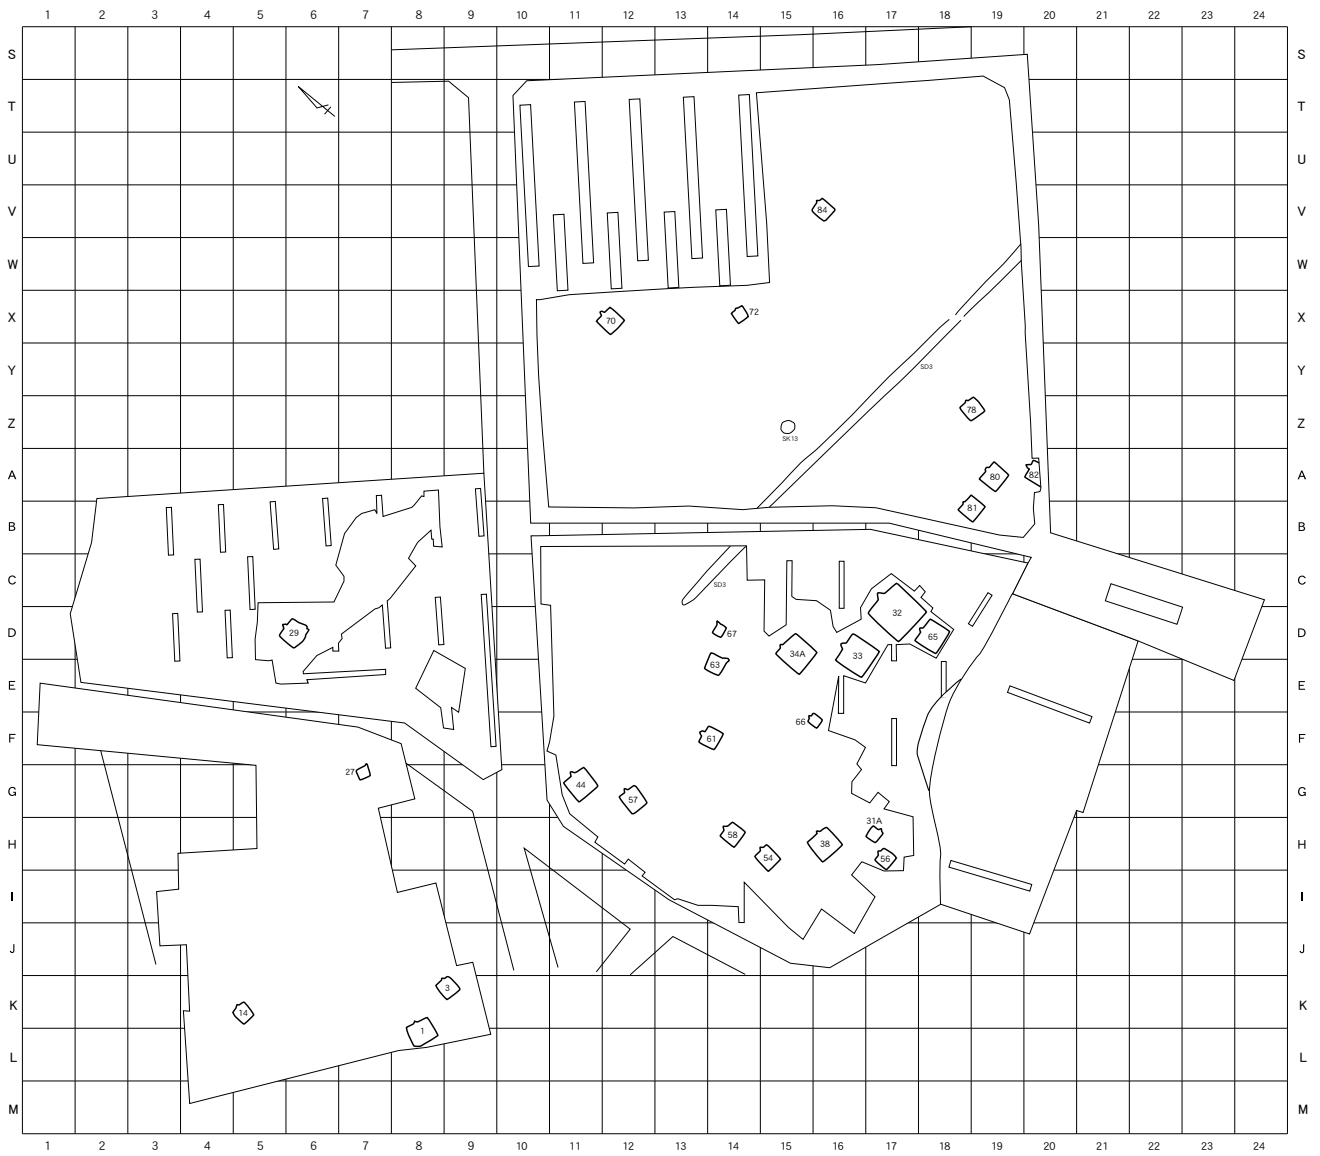 1 2 3 4 5 6 7 8 9 10 11 12 13 14 15 16 17 18 19 20 21 22 23 24
S S
T T
U U
V 84 V
W W
X 70 72 X
Y SD3 Y
78
Z SK13 Z
A 80 82 A
81
B B
C SD3 C
32
D 29 67 65 D
34A 33
63
E E
66
F 61 F
27
G 44 57 G
31A
H 58 54 38 56 H
I I
J J
3
K 14 K
1
L L
M M
1 2 3 4 5 6 7 8 9 10 11 12 13 14 15 16 17 18 19 20 21 22 23 24